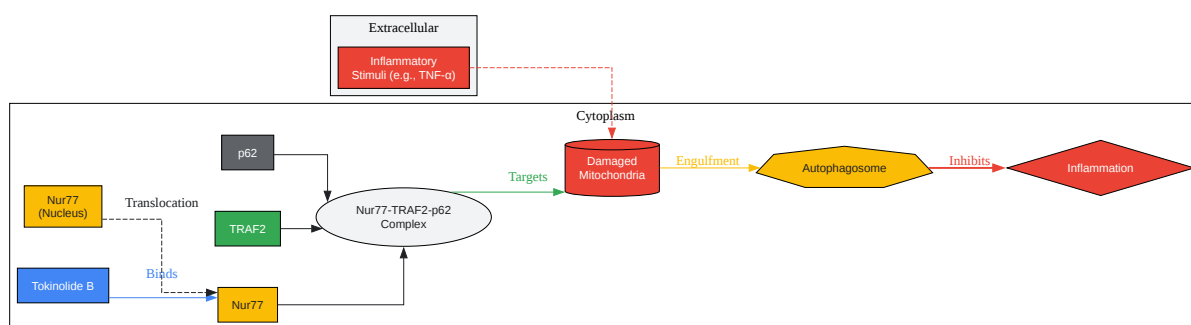 Extracellular
Inflammatory
Stimuli (e.g., TNF-α)
Cytoplasm
p62
Damaged
Mitochondria
Engulfment
Autophagosome
Inhibits
Inflammation
Targets
Nur77
(Nucleus)
Translocation
Nur77-TRAF2-p62
Complex
TRAF2
Tokinolide B
Binds
Nur77